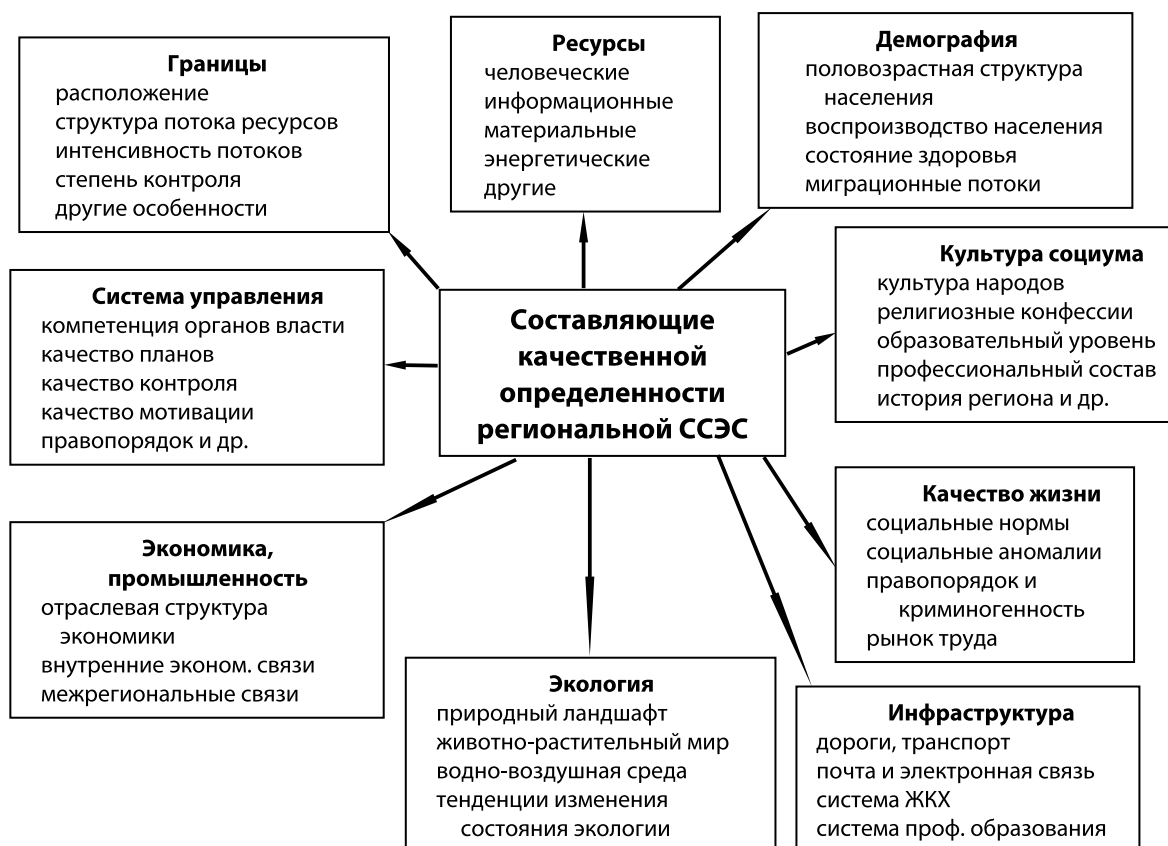 Границы
расположение
структура потока ресурсов
интенсивность потоков
степень контроля
другие особенности
Ресурсы
человеческие
информационные
материальные
энергетические
другие
Демография
половозрастная структура
населения
воспроизводство населения
состояние здоровья
миграционные потоки
Система управления
компетенция органов власти
качество планов
качество контроля
качество мотивации
правопорядок и др.
Составляющие
качественной
определенности
региональной ССЭС
Культура социума
культура народов
религиозные конфессии
образовательный уровень
профессиональный состав
история региона и др.
Экономика,
промышленность
отраслевая структура
экономики
внутренние эконом. связи
межрегиональные связи
Качество жизни
социальные нормы
социальные аномалии
правопорядок и
криминогенность
рынок труда
Экология
природный ландшафт
животно-растительный мир
водно-воздушная среда
тенденции изменения
состояния экологии
Инфраструктура
дороги, транспорт
почта и электронная связь
система ЖКХ
система проф. образования